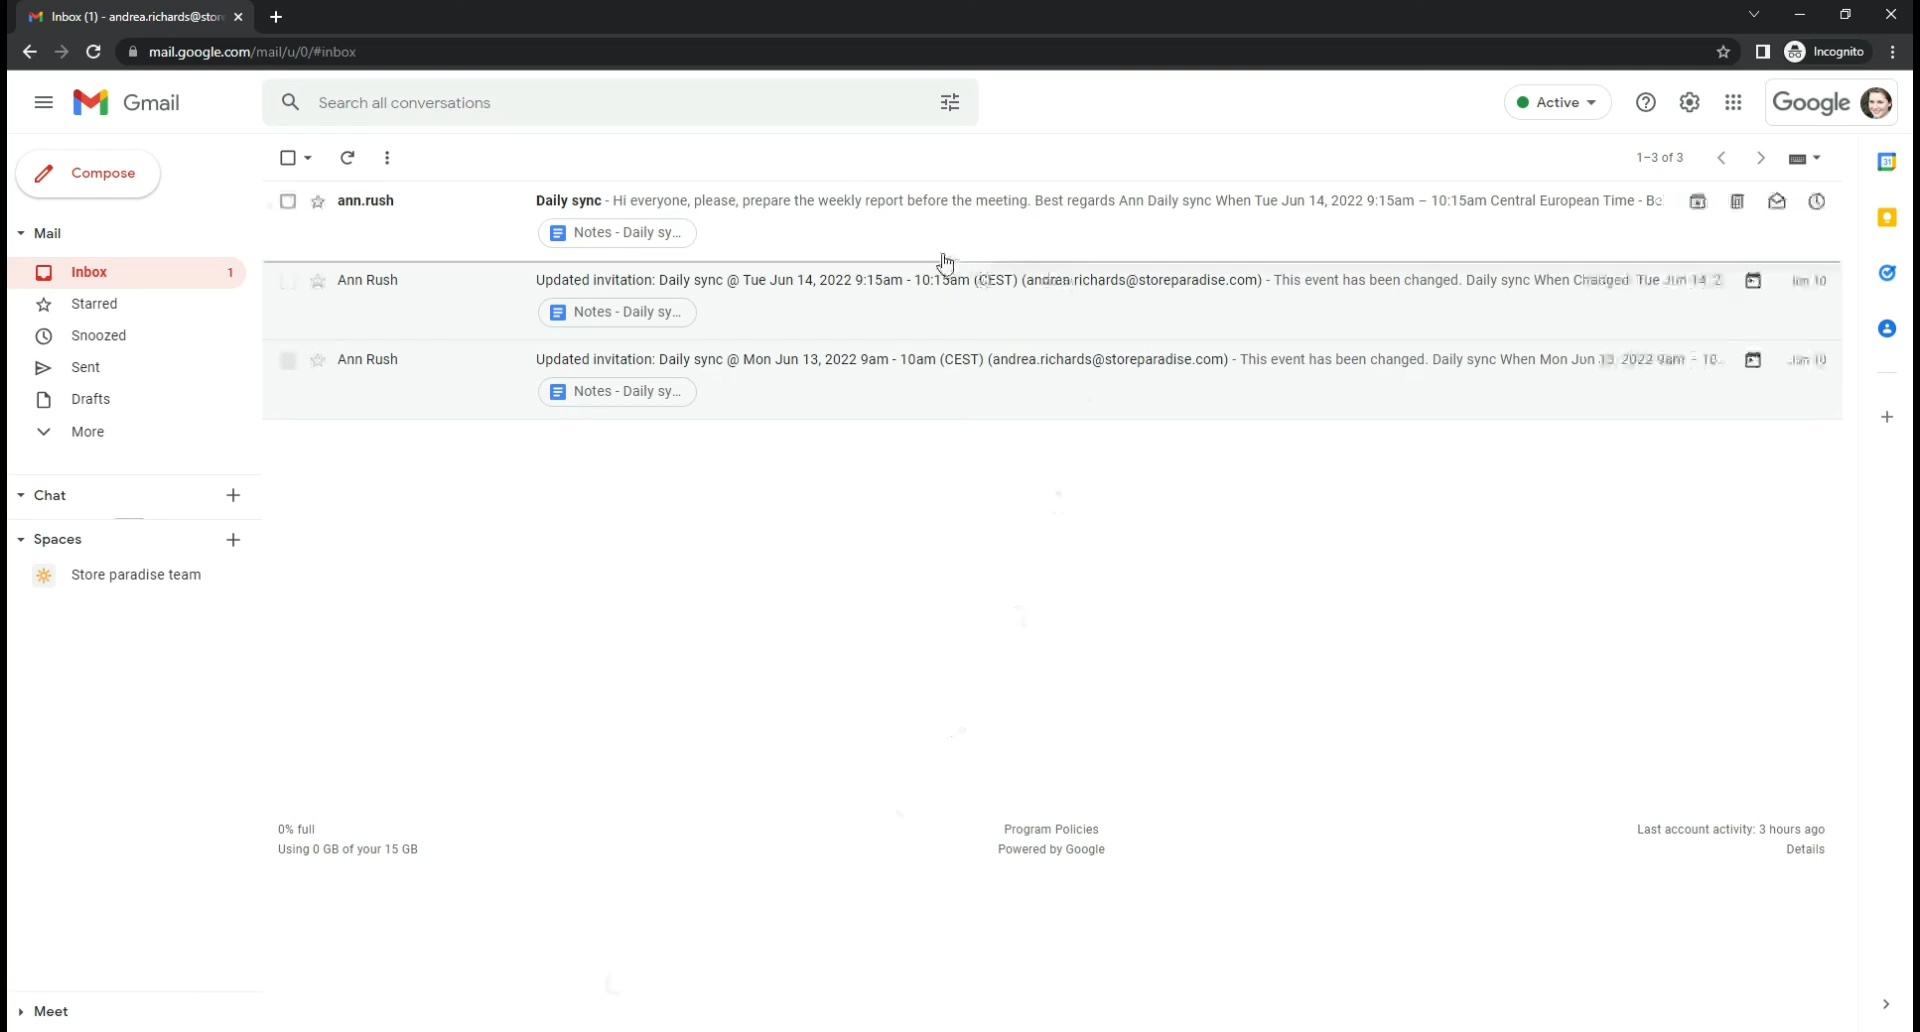 Inbox (1) - andrea.richards@stor
mail.google.com/mail/u/0/#inbox
Incognito
Gmail
Search all conversations
Active
Google
Compose
1–3 of 3
31
ann.rush
Daily sync - Hi everyone, please, prepare the weekly report before the meeting. Best regards Ann Daily sync When Tue Jun 14, 2022 9:15am – 10:15am Central European Time - Be
Notes - Daily sy...
Mail
Inbox 1
Ann Rush
Updated invitation: Daily sync @ Tue Jun 14, 2022 9:15am - 10:15am (CEST) (andrea.richards@storeparadise.com) - This event has been changed. Daily sync When Changed: Tue Jun 14, 2
Jun 10
Notes - Daily sy...
Starred
Snoozed
Ann Rush
Updated invitation: Daily sync @ Mon Jun 13, 2022 9am - 10am (CEST) (andrea.richards@storeparadise.com) - This event has been changed. Daily sync When Mon Jun 13, 2022 9am – 10
Jun 10
Notes - Daily sy...
Sent
Drafts
More
Chat
Spaces
Store paradise team
0% full
Using 0 GB of your 15 GB
Program Policies
Powered by Google
Last account activity: 3 hours ago
Details
Meet